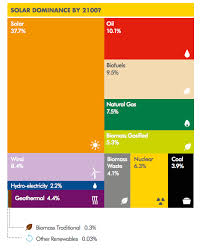 SOLAR DOMINANCE BY 2100?
Solar
37.7%
Oil
10.1%
Biofuels
9.5%
Natural Gas
7.5%
Biomass Gasified
5.3%
Wind
8.4%
Biomass
Waste
4.1%
Nuclear
6.3%
Coal
3.9%
Hydro-electricity 2.2%
Geothermal 4.4%
Biomass Traditional 0.3%
Other Renewables 0.03%